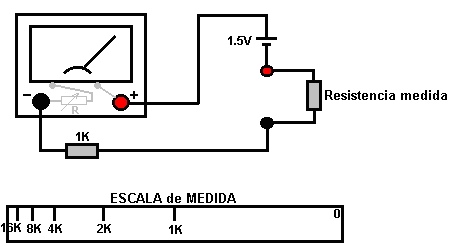 1.5V
−
+
R
Resistencia medida
1K
ESCALA de MEDIDA
16K 8K 4K 2K 1K 0